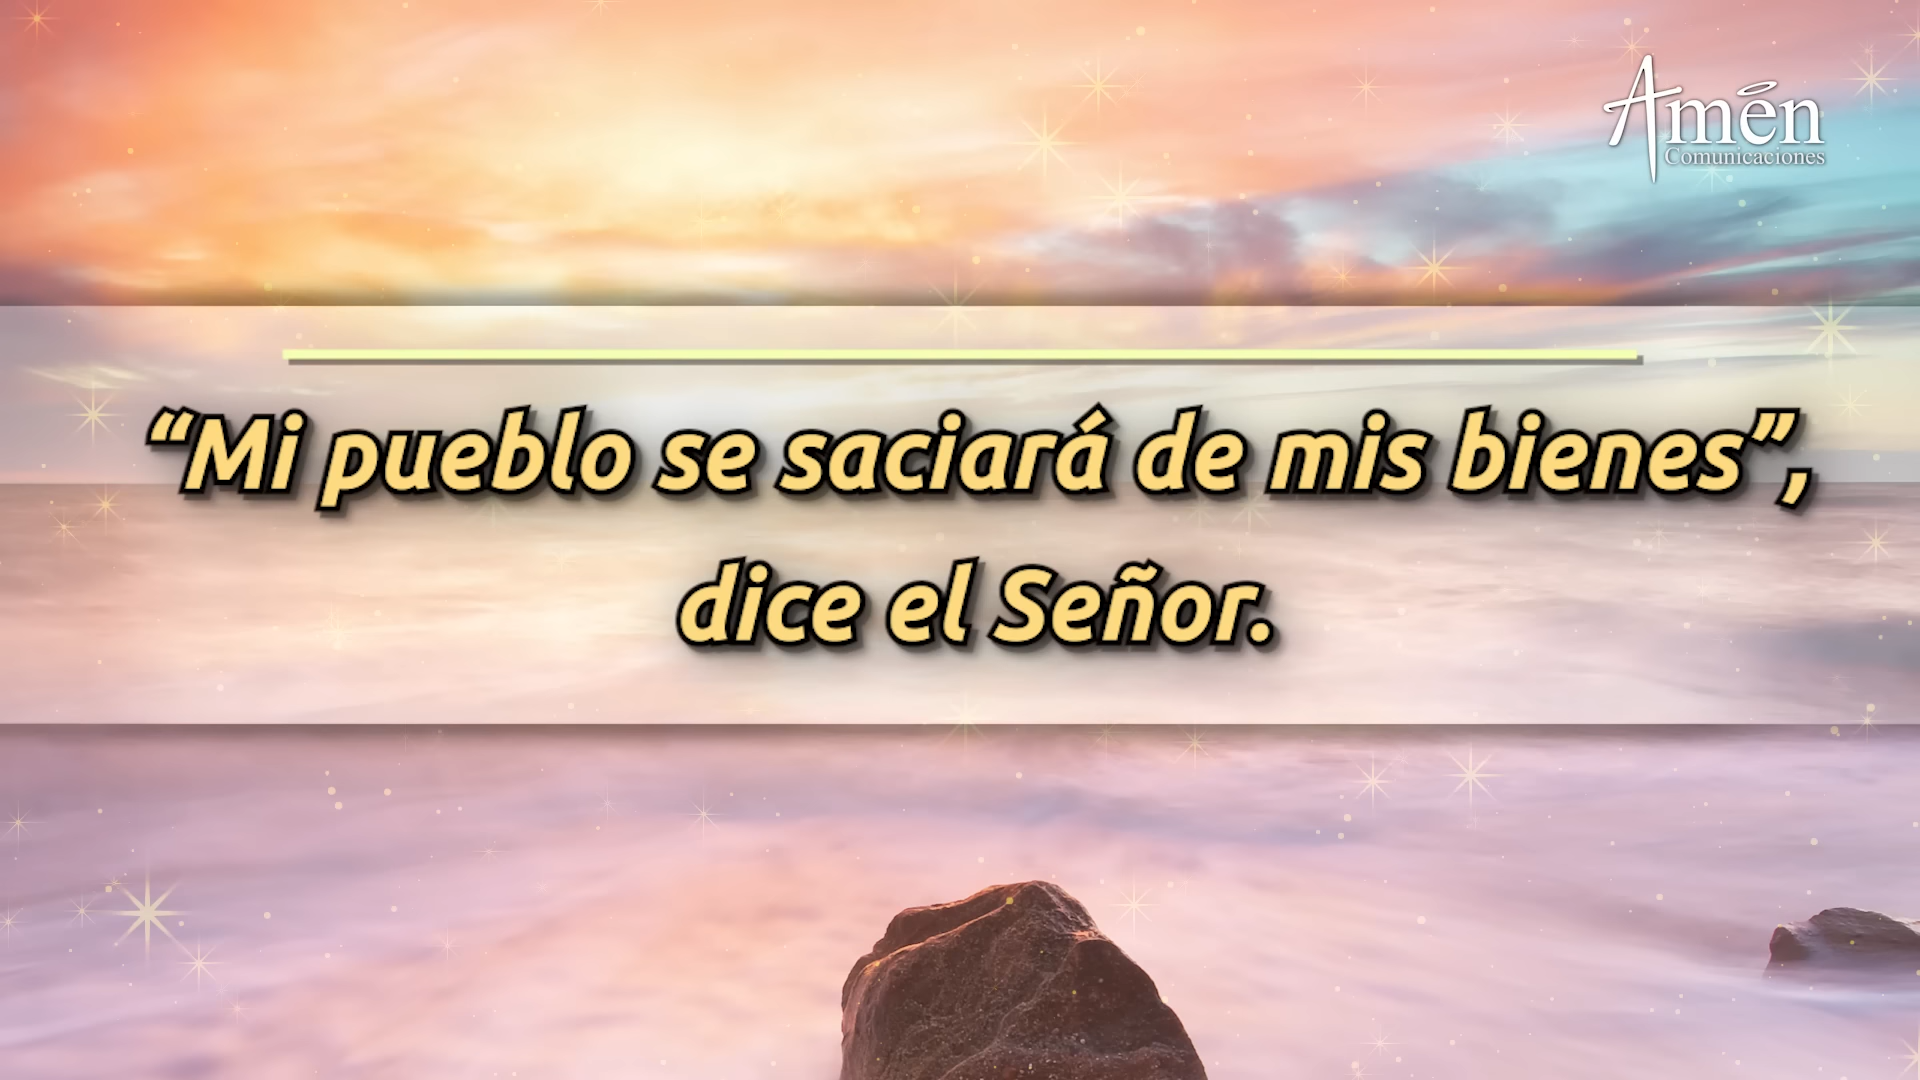 Amén
Comunicaciones
“Mi pueblo se saciará de mis bienes”,
dice el Señor.